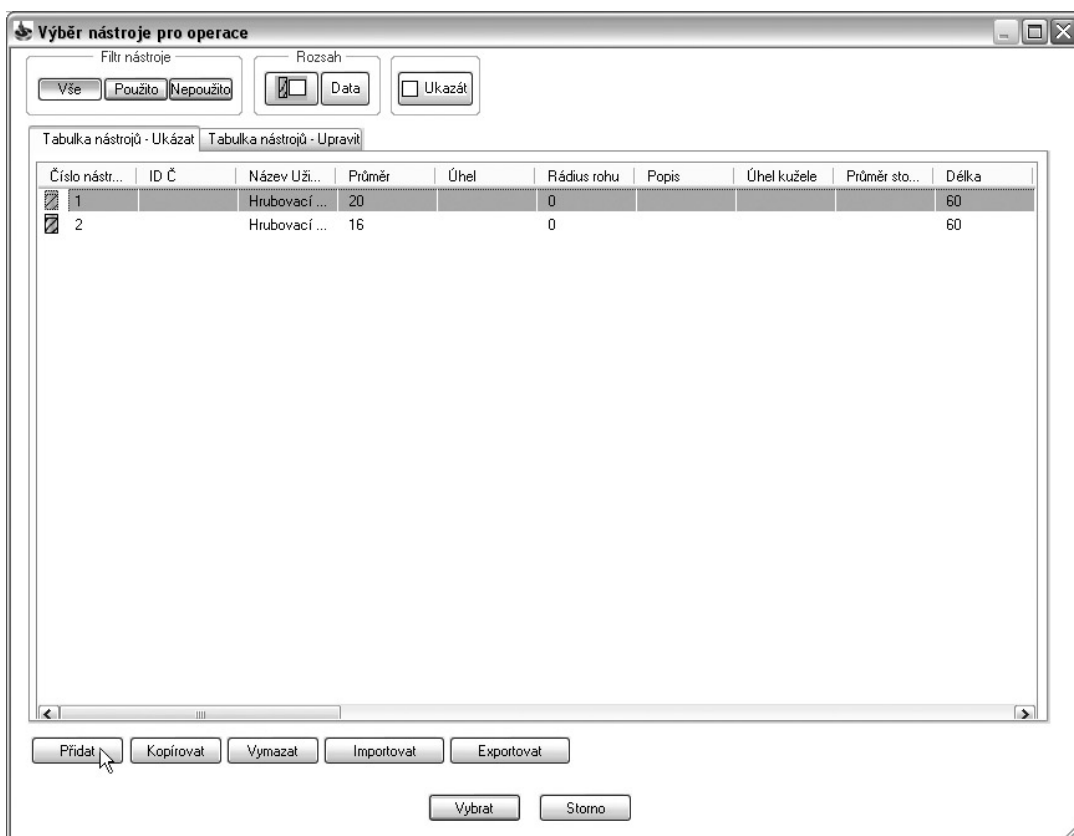 Výběr nástroje pro operace
Filtr nástroje Rozsah
Vše Použito Nepoužito Data Ukazát
Tabulka nástrojů - Ukázat Tabulka nástrojů - Upravit
Číslo nástr... ID Č Název Uži... Průměr Úhel Rádius rohu Popis Úhel kužele Průměr sto... Délka
1 Hrubovací ... 20 0 60
2 Hrubovací ... 16 0 60
Přidat Kopírovat Vymazat Importovat Exportovat
Vybrat Storno